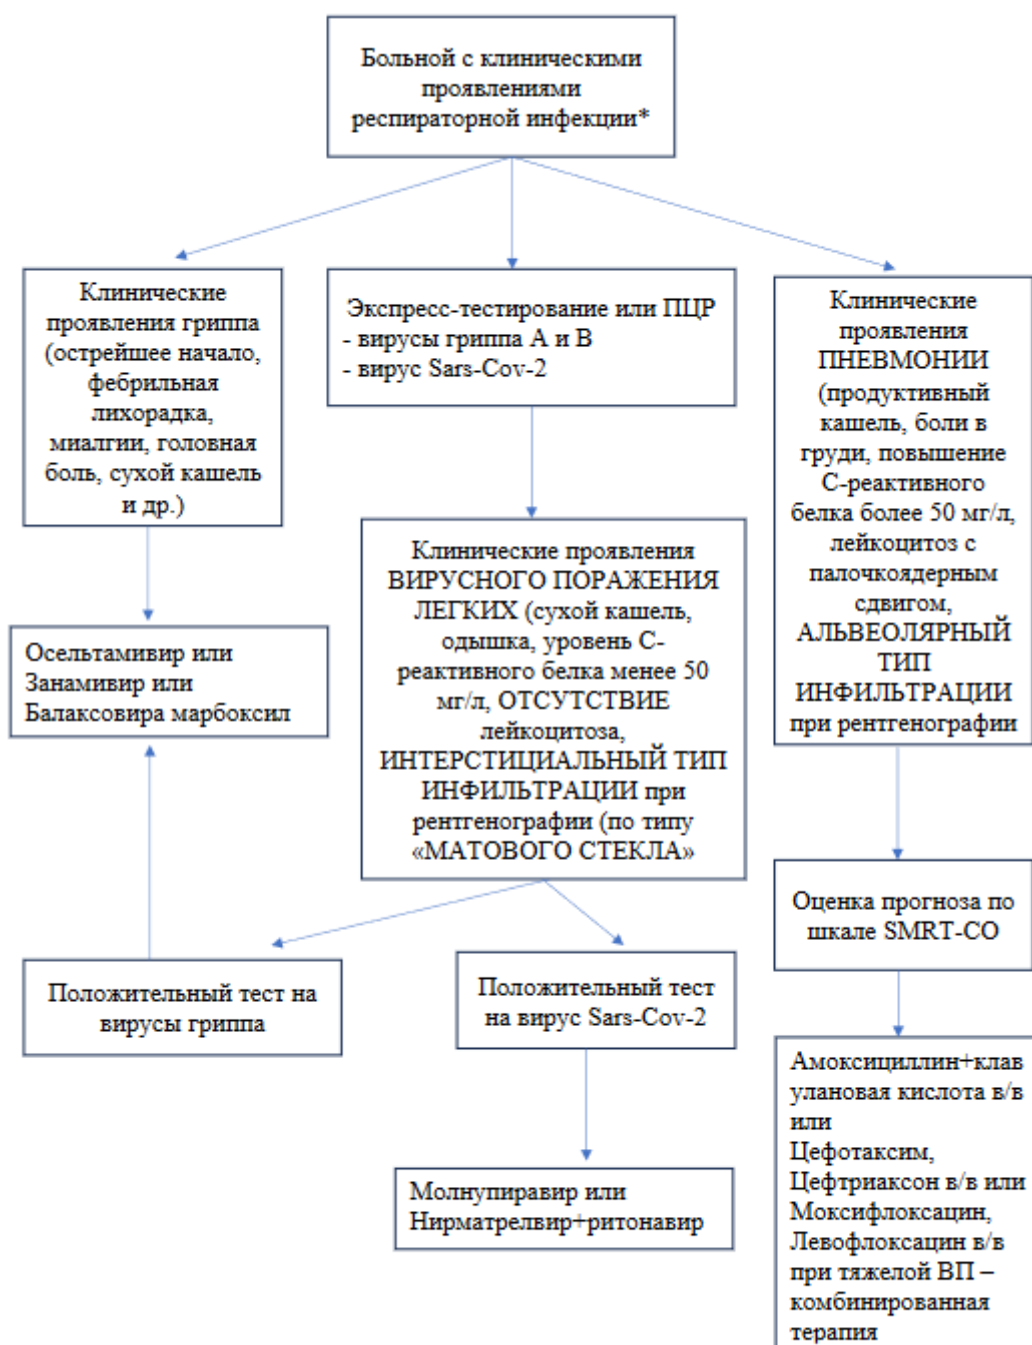 Больной с клиническими
проявлениями
респираторной инфекции*
Клинические
проявления гриппа
(острейшее начало,
фебрильная
лихорадка,
миалгии, головная
боль, сухой кашель
и др.)
Экспресс-тестирование или ПЦР
- вирусы гриппа А и В
- вирус Sars-Cov-2
Клинические
проявления
ПНЕВМОНИИ
(продуктивный
кашель, боли в
груди, повышение
С-реактивного
белка более 50 мг/л,
лейкоцитоз с
палочкоядерным
сдвигом,
АЛЬВЕОЛЯРНЫЙ
ТИП
ИНФИЛЬТРАЦИИ
при рентгенографии
Клинические проявления
ВИРУСНОГО ПОРАЖЕНИЯ
ЛЕГКИХ (сухой кашель,
одышка, уровень С-
реактивного белка менее 50
мг/л, ОТСУТСТВИЕ
лейкоцитоза,
ИНТЕРСТИЦИАЛЬНЫЙ ТИП
ИНФИЛЬТРАЦИИ при
рентгенографии (по типу
«МАТОВОГО СТЕКЛА»
Осельтамивир или
Занамивир или
Балаксовира марбоксил
Оценка прогноза по
шкале SMRT-CO
Положительный тест на
вирусы гриппа
Положительный тест
на вирус Sars-Cov-2
Амоксициллин+клав
улановая кислота в/в
или
Цефотаксим,
Цефтриаксон в/в или
Моксифлоксацин,
Левофлоксацин в/в
при тяжелой ВП –
комбинированная
терапия
Молнупиравир или
Нирматрелвир+ритонавир